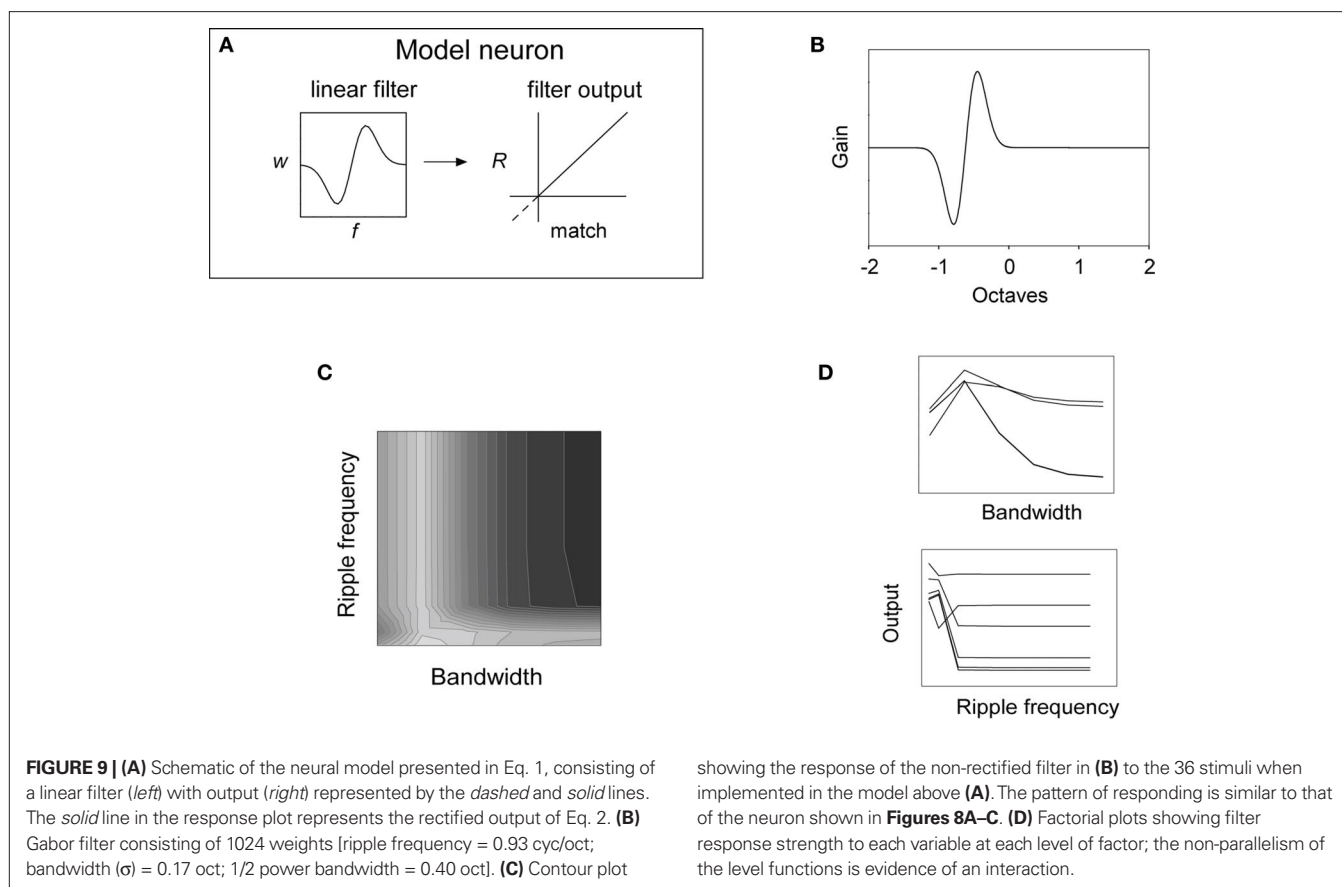 A
Model neuron
linear filter
filter output
w
f
R
match
B
Gain
-2 -1 0 1 2
Octaves
C
Ripple frequency
Bandwidth
D
Bandwidth
Output
Ripple frequency
FIGURE 9 | (A) Schematic of the neural model presented in Eq. 1, consisting of
a linear filter (left) with output (right) represented by the dashed and solid lines.
The solid line in the response plot represents the rectified output of Eq. 2. (B)
Gabor filter consisting of 1024 weights [ripple frequency = 0.93 cyc/oct;
bandwidth (σ) = 0.17 oct; 1/2 power bandwidth = 0.40 oct]. (C) Contour plot
showing the response of the non-rectified filter in (B) to the 36 stimuli when
implemented in the model above (A). The pattern of responding is similar to that
of the neuron shown in Figures 8A–C. (D) Factorial plots showing filter
response strength to each variable at each level of factor; the non-parallelism of
the level functions is evidence of an interaction.